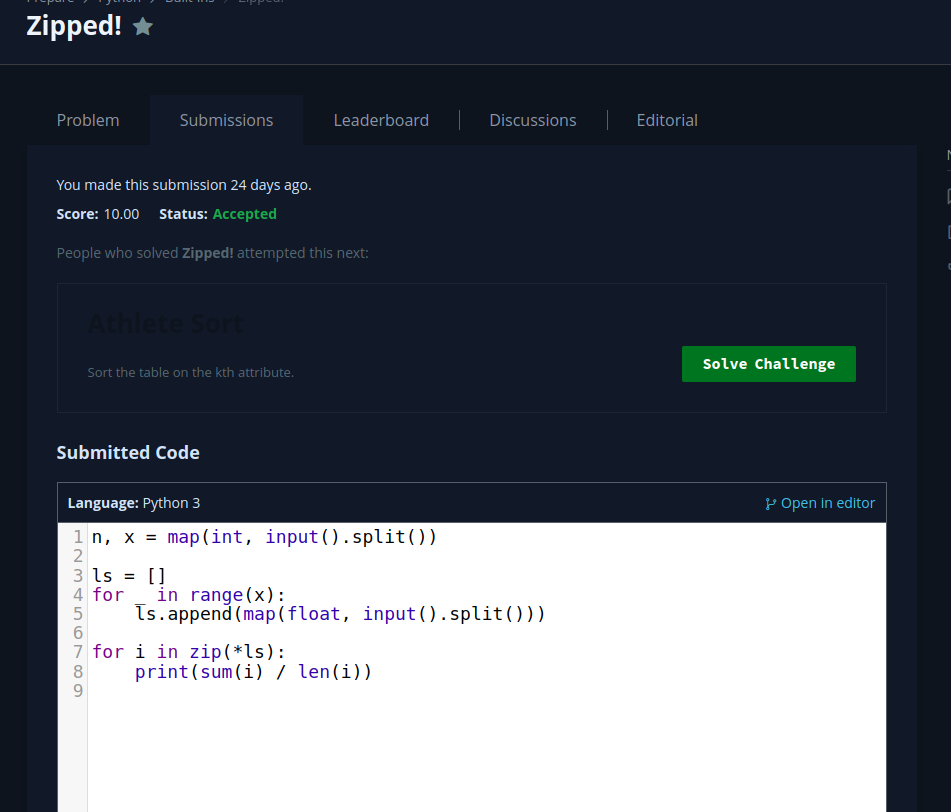 Prepare > Python > Built-Ins > Zipped!
Zipped!
Problem
Submissions
Leaderboard
Discussions
Editorial
You made this submission 24 days ago.
Score: 10.00 Status: Accepted
People who solved Zipped! attempted this next:
Athlete Sort
Sort the table on the kth attribute.
Solve Challenge
Submitted Code
Language: Python 3
Open in editor
1 n, x = map(int, input().split())
2
3 ls = []
4 for _ in range(x):
5     ls.append(map(float, input().split()))
6
7 for i in zip(*ls):
8     print(sum(i) / len(i))
9